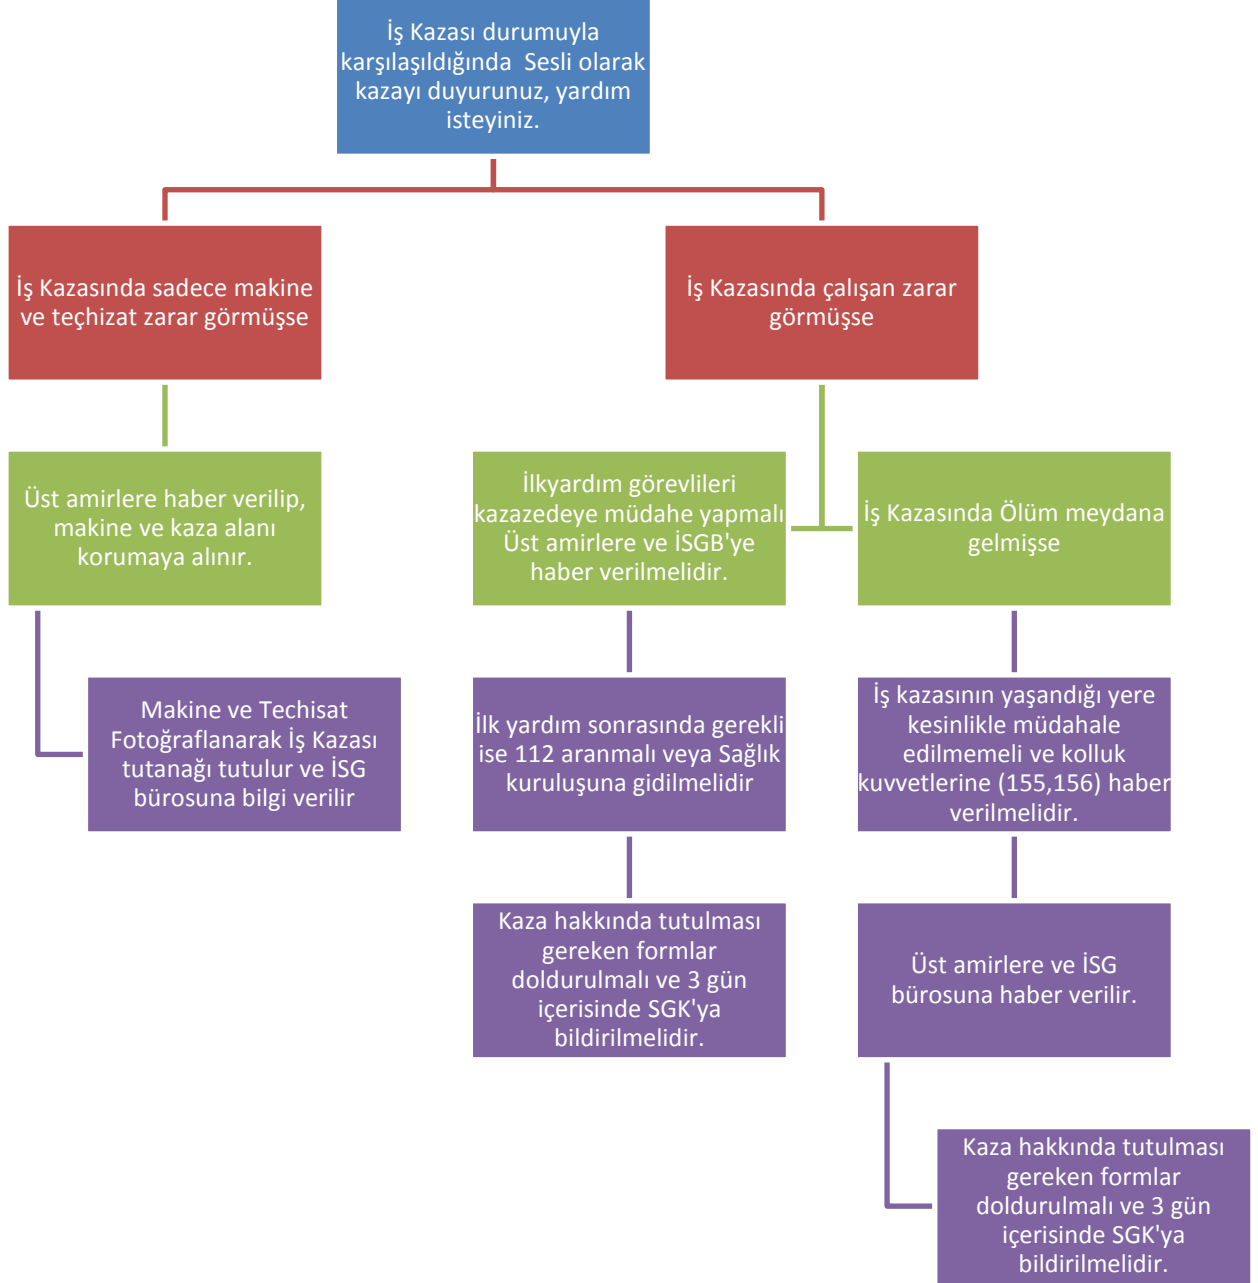 İş Kazası durumuyla
karşılaşıldığında  Sesli olarak
kazayı duyurunuz, yardım
isteyiniz.
İş Kazasında sadece makine
ve teçhizat zarar görmüşse
İş Kazasında çalışan zarar
görmüşse
Üst amirlere haber verilip,
makine ve kaza alanı
korumaya alınır.
İlkyardım görevlileri
kazazedeye müdahe yapmalı
Üst amirlere ve İSGB'ye
haber verilmelidir.
İş Kazasında Ölüm meydana
gelmişse
Makine ve Techisat
Fotoğraflanarak İş Kazası
tutanağı tutulur ve İSG
bürosuna bilgi verilir
İlk yardım sonrasında gerekli
ise 112 aranmalı veya Sağlık
kuruluşuna gidilmelidir
İş kazasının yaşandığı yere
kesinlikle müdahale
edilmemeli ve kolluk
kuvvetlerine (155,156) haber
verilmelidir.
Kaza hakkında tutulması
gereken formlar
doldurulmalı ve 3 gün
içerisinde SGK'ya
bildirilmelidir.
Üst amirlere ve İSG
bürosuna haber verilir.
Kaza hakkında tutulması
gereken formlar
doldurulmalı ve 3 gün
içerisinde SGK'ya
bildirilmelidir.